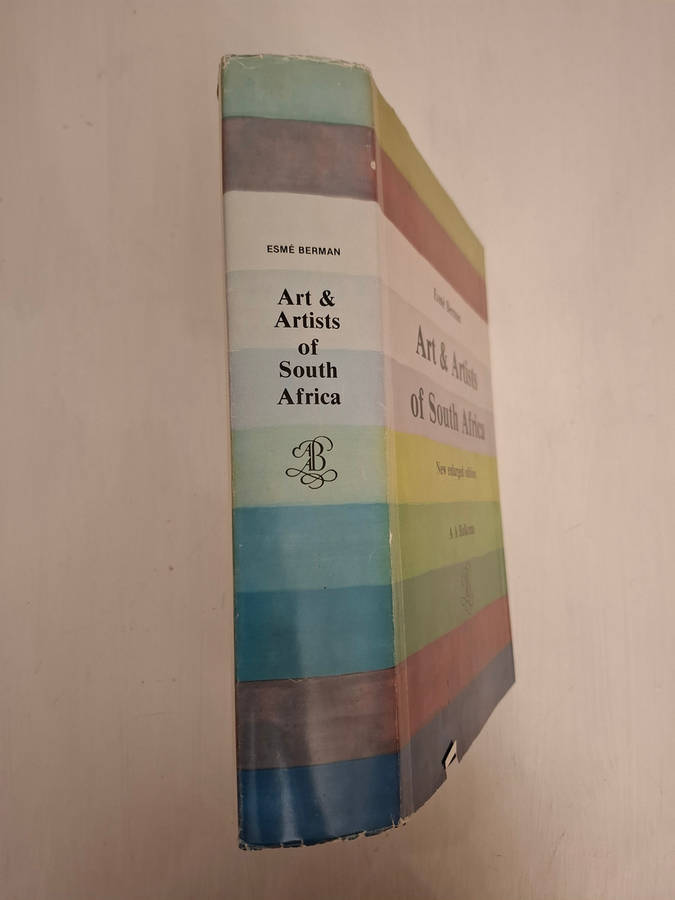 ESMÉ BERMAN
Art &
Artists
of
South
Africa
AB
Esmé Berman
Art & Artists
of South Africa
New enlarged edition
A A Balkema